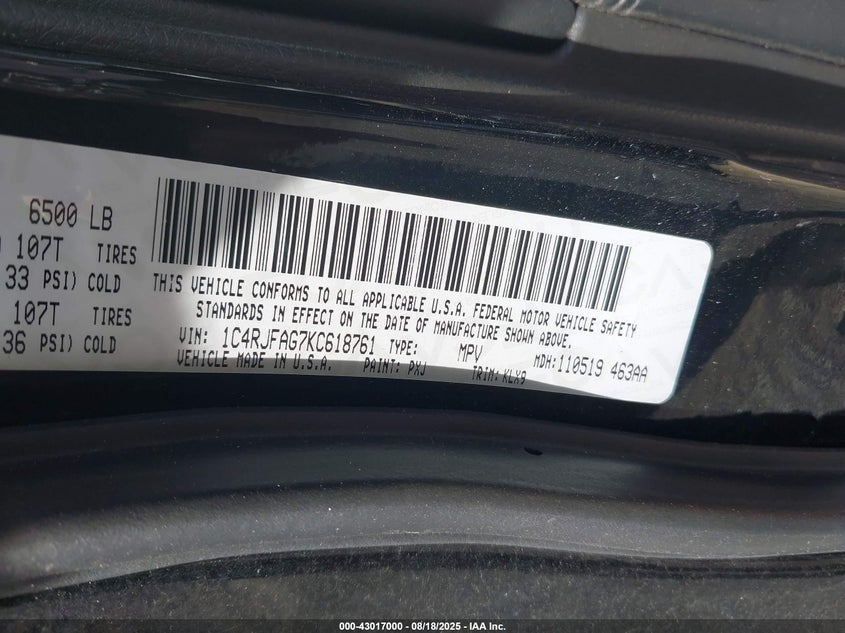 6500 LB
107T TIRES
33 PSI) COLD
107T TIRES
36 PSI) COLD
THIS VEHICLE CONFORMS TO ALL APPLICABLE U.S.A. FEDERAL MOTOR VEHICLE SAFETY
STANDARDS IN EFFECT ON THE DATE OF MANUFACTURE SHOWN ABOVE.
VIN: 1C4RJFAG7KC618761 TYPE: MPV MDH:110519 463AA
VEHICLE MADE IN U.S.A. PAINT: PXJ TRIM: KLX9
000-43017000 - 08/18/2025 - IAA Inc.